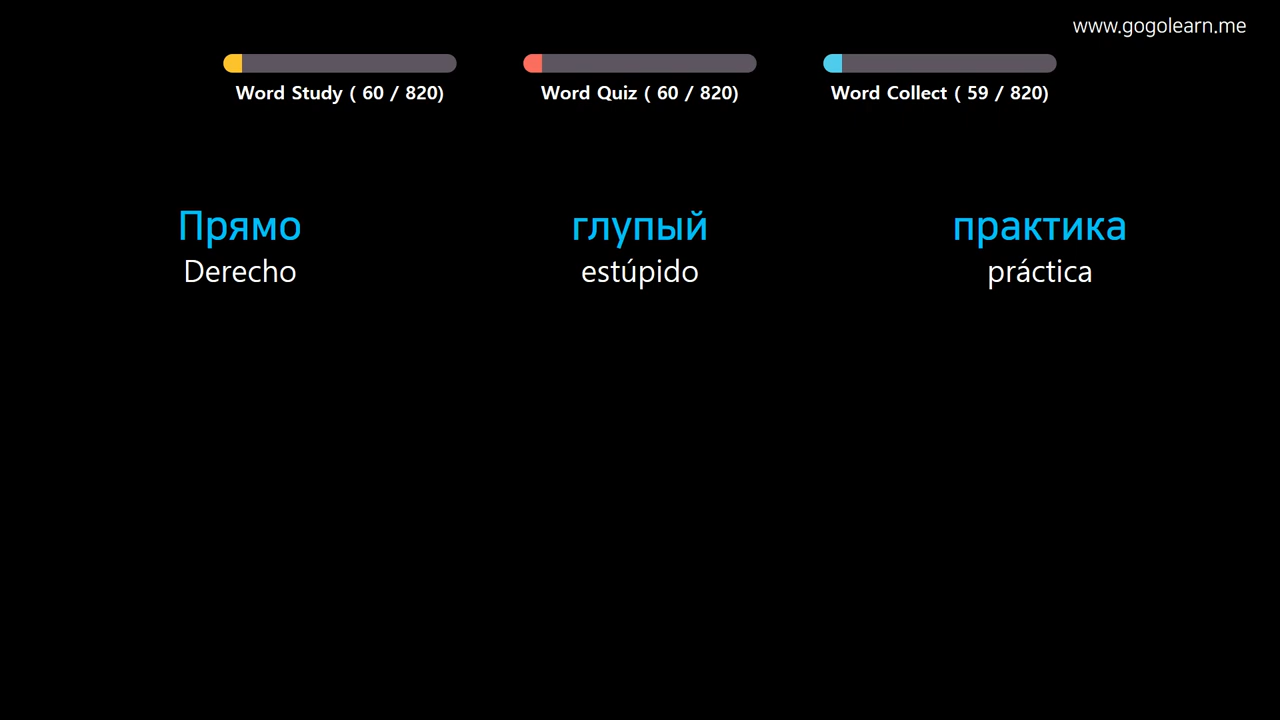 www.gogolearn.me
Word Study ( 60 / 820)
Word Quiz ( 60 / 820)
Word Collect ( 59 / 820)
Прямо
Derecho
глупый
estúpido
практика
práctica